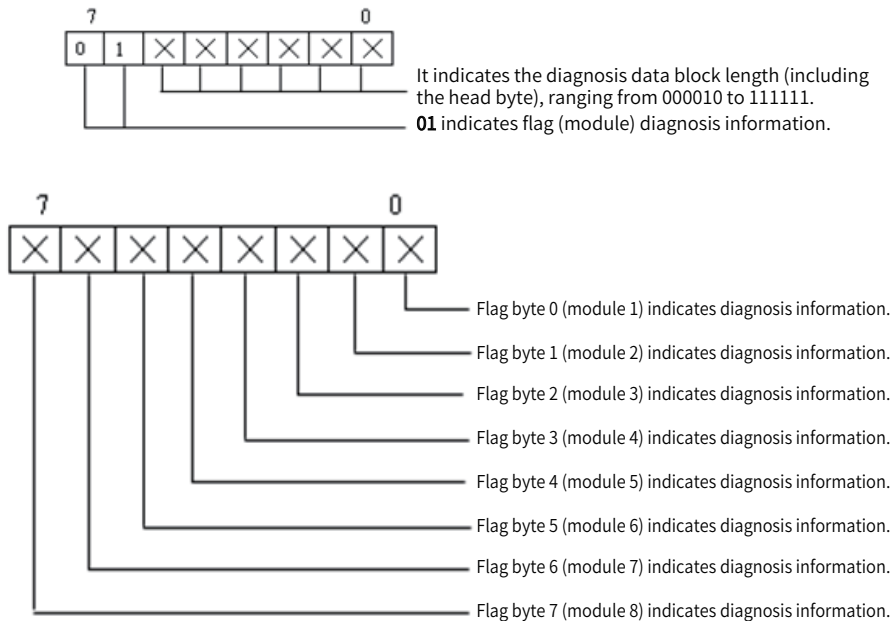 7 0
0 1
It indicates the diagnosis data block length (including
the head byte), ranging from 000010 to 111111.
01 indicates flag (module) diagnosis information.
7 0
Flag byte 0 (module 1) indicates diagnosis information.
Flag byte 1 (module 2) indicates diagnosis information.
Flag byte 2 (module 3) indicates diagnosis information.
Flag byte 3 (module 4) indicates diagnosis information.
Flag byte 4 (module 5) indicates diagnosis information.
Flag byte 5 (module 6) indicates diagnosis information.
Flag byte 6 (module 7) indicates diagnosis information.
Flag byte 7 (module 8) indicates diagnosis information.